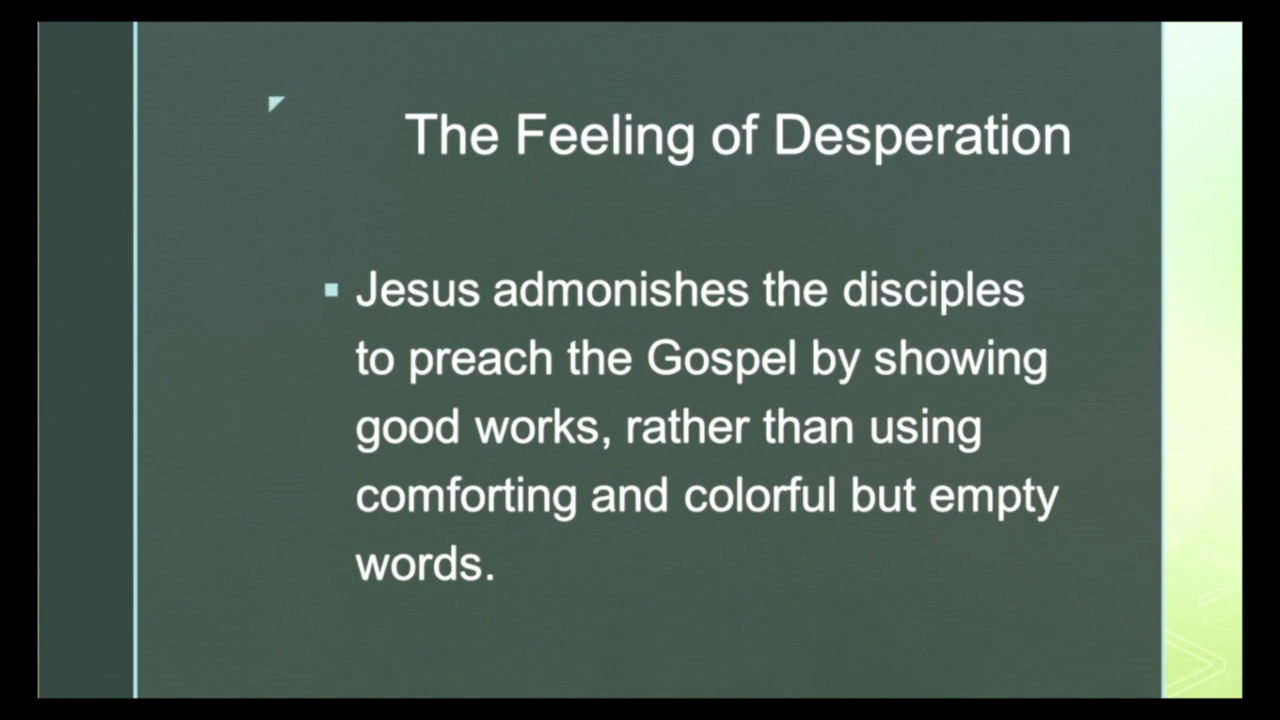 The Feeling of Desperation
Jesus admonishes the disciples
to preach the Gospel by showing
good works, rather than using
comforting and colorful but empty
words.